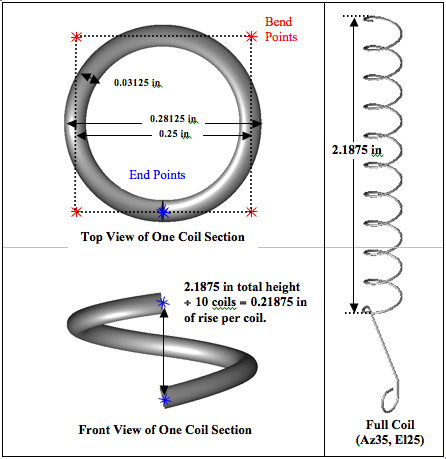 Bend
Points
0.03125 in.
0.28125 in.
0.25 in.
End Points
Top View of One Coil Section
2.1875 in total height
÷ 10 coils = 0.21875 in
of rise per coil.
Front View of One Coil Section
2.1875 in
Full Coil
(Az35, El25)